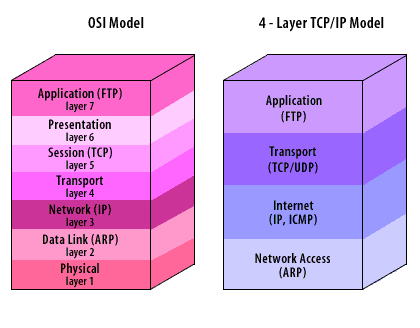 OSI Model
Application (FTP)
layer 7
Presentation
layer 6
Session (TCP)
layer 5
Transport
layer 4
Network (IP)
layer 3
Data Link (ARP)
layer 2
Physical
layer 1
4 - Layer TCP/IP Model
Application
(FTP)
Transport
(TCP/UDP)
Internet
(IP, ICMP)
Network Access
(ARP)